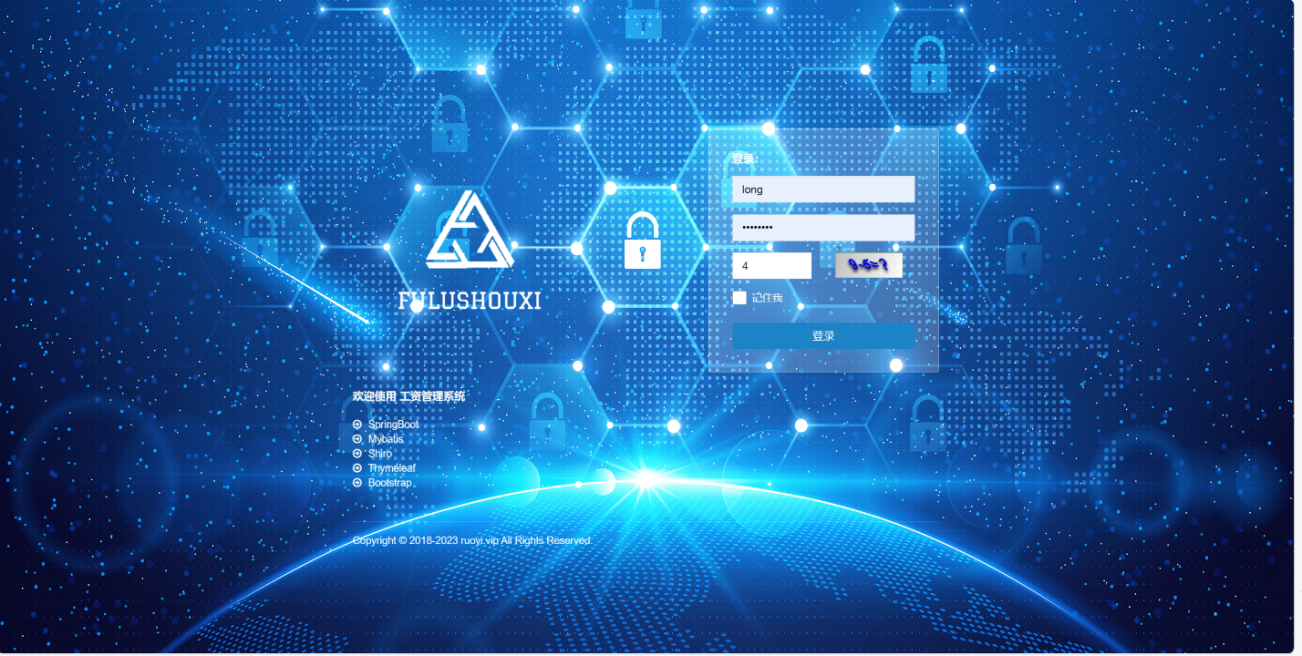 FULUSHOUXI
欢迎使用 工资管理系统
SpringBoot
Mybatis
Shiro
Thymeleaf
Bootstrap
Copyright © 2018-2023 ruoyi.vip All Rights Reserved.
登录:
long
••••••••
4
9-5=?
记住我
登录